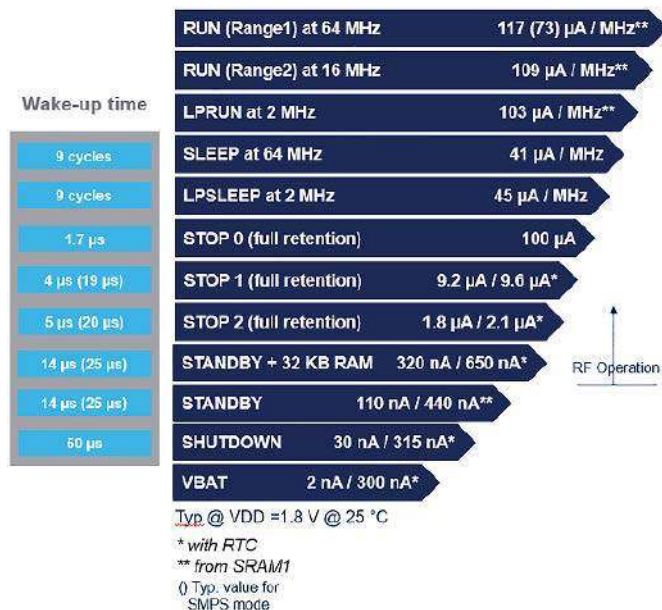 RUN (Range1) at 64 MHz 117 (73) µA / MHz**
RUN (Range2) at 16 MHz 109 µA / MHz**
Wake-up time
LPRUN at 2 MHz 103 µA / MHz**
9 cycles SLEEP at 64 MHz 41 µA / MHz
9 cycles LPSLEEP at 2 MHz 45 µA / MHz
1.7 µs STOP 0 (full retention) 100 µA
4 µs (19 µs) STOP 1 (full retention) 9.2 µA / 9.6 µA*
5 µs (20 µs) STOP 2 (full retention) 1.8 µA / 2.1 µA*
14 µs (25 µs) STANDBY + 32 KB RAM 320 nA / 650 nA*
RF Operation
14 µs (25 µs) STANDBY 110 nA / 440 nA**
50 µs SHUTDOWN 30 nA / 315 nA*
VBAT 2 nA / 300 nA*
Typ @ VDD =1.8 V @ 25 °C
* with RTC
** from SRAM1
() Typ. value for
SMPS mode